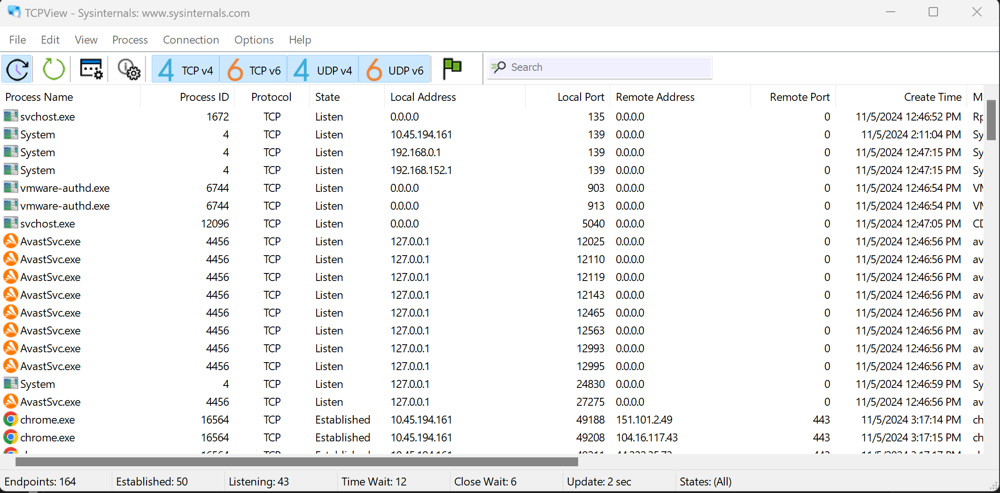 TCPView - Sysinternals: www.sysinternals.com
File Edit View Process Connection Options Help
4 TCP v4 6 TCP v6 4 UDP v4 6 UDP v6 Search
Process Name Process ID Protocol State Local Address Local Port Remote Address Remote Port Create Time M
svchost.exe 1672 TCP Listen 0.0.0.0 135 0.0.0.0 0 11/5/2024 12:46:52 PM Rp
System 4 TCP Listen 10.45.194.161 139 0.0.0.0 0 11/5/2024 2:11:04 PM Sy
System 4 TCP Listen 192.168.0.1 139 0.0.0.0 0 11/5/2024 12:47:15 PM Sy
System 4 TCP Listen 192.168.152.1 139 0.0.0.0 0 11/5/2024 12:47:15 PM Sy
vmware-authd.exe 6744 TCP Listen 0.0.0.0 903 0.0.0.0 0 11/5/2024 12:46:54 PM VM
vmware-authd.exe 6744 TCP Listen 0.0.0.0 913 0.0.0.0 0 11/5/2024 12:46:54 PM VM
svchost.exe 12096 TCP Listen 0.0.0.0 5040 0.0.0.0 0 11/5/2024 12:47:05 PM CD
AvastSvc.exe 4456 TCP Listen 127.0.0.1 12025 0.0.0.0 0 11/5/2024 12:46:56 PM av
AvastSvc.exe 4456 TCP Listen 127.0.0.1 12110 0.0.0.0 0 11/5/2024 12:46:56 PM av
AvastSvc.exe 4456 TCP Listen 127.0.0.1 12119 0.0.0.0 0 11/5/2024 12:46:56 PM av
AvastSvc.exe 4456 TCP Listen 127.0.0.1 12143 0.0.0.0 0 11/5/2024 12:46:56 PM av
AvastSvc.exe 4456 TCP Listen 127.0.0.1 12465 0.0.0.0 0 11/5/2024 12:46:56 PM av
AvastSvc.exe 4456 TCP Listen 127.0.0.1 12563 0.0.0.0 0 11/5/2024 12:46:56 PM av
AvastSvc.exe 4456 TCP Listen 127.0.0.1 12993 0.0.0.0 0 11/5/2024 12:46:56 PM av
AvastSvc.exe 4456 TCP Listen 127.0.0.1 12995 0.0.0.0 0 11/5/2024 12:46:56 PM av
System 4 TCP Listen 127.0.0.1 24830 0.0.0.0 0 11/5/2024 12:46:59 PM Sy
AvastSvc.exe 4456 TCP Listen 127.0.0.1 27275 0.0.0.0 0 11/5/2024 12:46:56 PM av
chrome.exe 16564 TCP Established 10.45.194.161 49188 151.101.2.49 443 11/5/2024 3:17:14 PM ch
chrome.exe 16564 TCP Established 10.45.194.161 49208 104.16.117.43 443 11/5/2024 3:17:15 PM ch
Endpoints: 164 Established: 50 Listening: 43 Time Wait: 12 Close Wait: 6 Update: 2 sec States: (All)